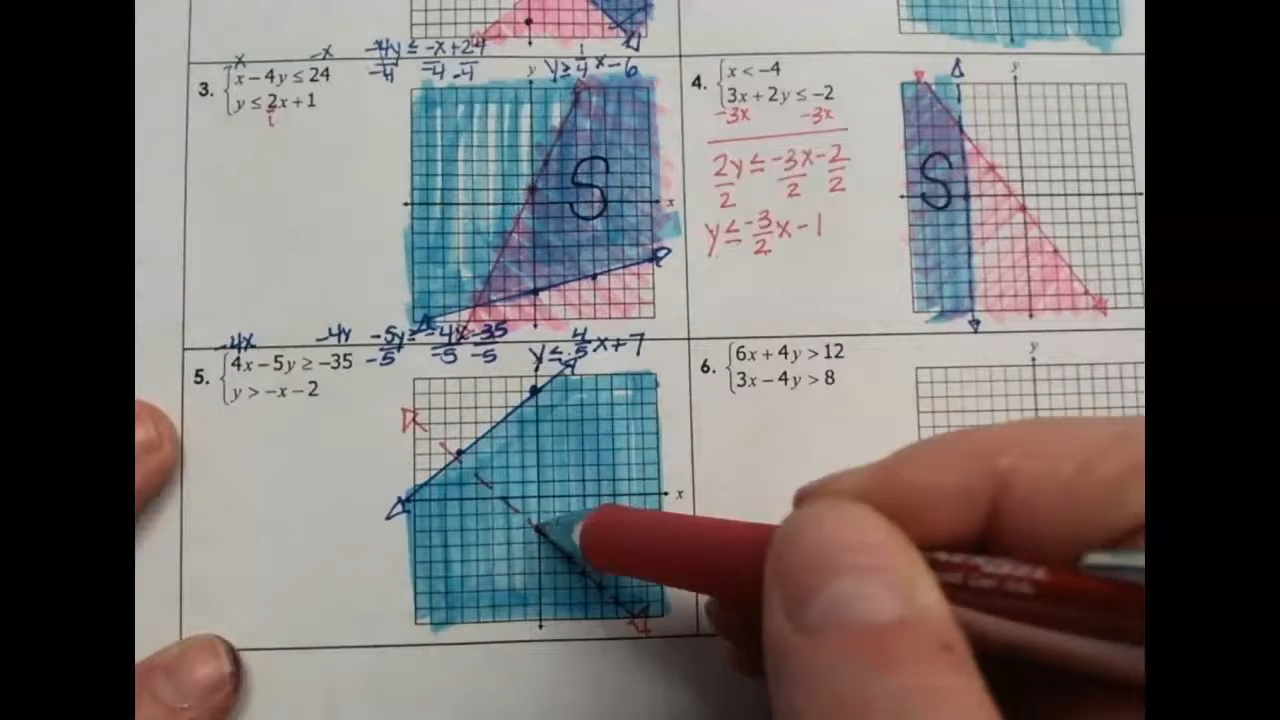 x -x -4y ≤ -x + 24
-4 -4 -4 y ≥ 1/4 x - 6
3. { x − 4y ≤ 24
y ≤ 2x + 1
1
y
S
x
4. { x < −4
3x + 2y ≤ −2
-3x -3x
2y ≤ -3x - 2
2 2 2
y ≤ -3/2 x - 1
y
S
-4x -4x -5y ≥ -4x -35
-5 -5 -5 y ≤ 4/5 x + 7
5. { 4x − 5y ≥ −35
y > −x − 2
x
6. { 6x + 4y > 12
3x − 4y > 8
y